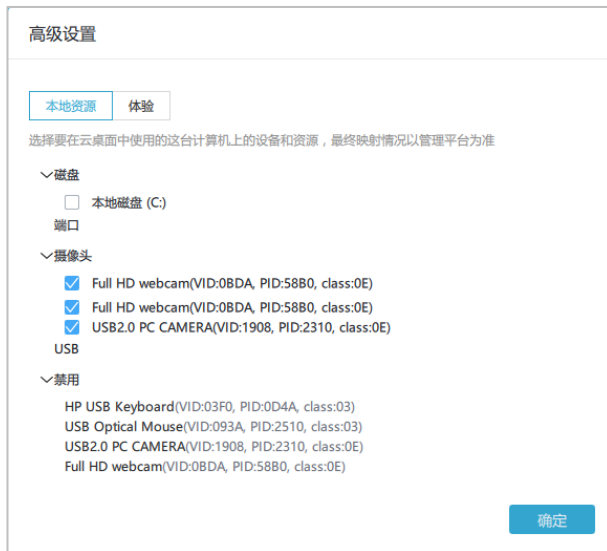 高级设置
本地资源 体验
选择要在云桌面中使用的这台计算机上的设备和资源，最终映射情况以管理平台为准
磁盘
本地磁盘 (C:)
端口
摄像头
Full HD webcam(VID:0BDA, PID:58B0, class:0E)
Full HD webcam(VID:0BDA, PID:58B0, class:0E)
USB2.0 PC CAMERA(VID:1908, PID:2310, class:0E)
USB
禁用
HP USB Keyboard(VID:03F0, PID:0D4A, class:03)
USB Optical Mouse(VID:093A, PID:2510, class:03)
USB2.0 PC CAMERA(VID:1908, PID:2310, class:0E)
Full HD webcam(VID:0BDA, PID:58B0, class:0E)
确定